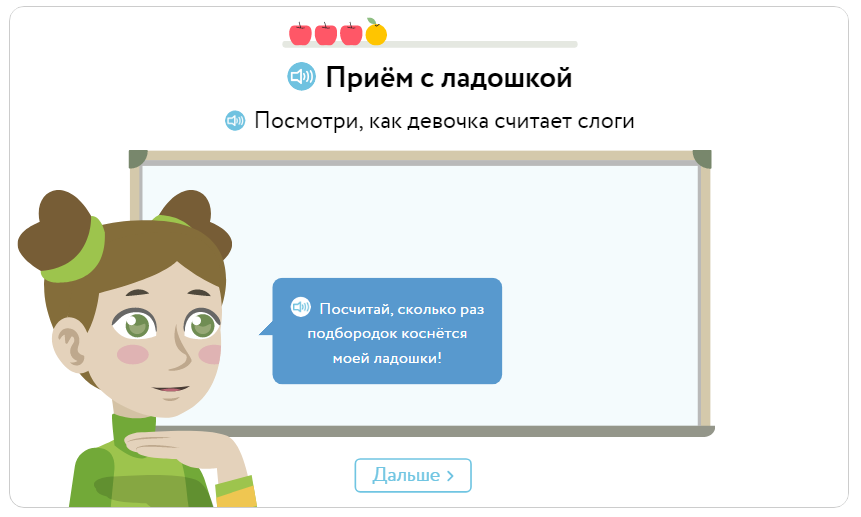 Приём с ладошкой
Посмотри, как девочка считает слоги
Посчитай, сколько раз
подбородок коснётся
моей ладошки!
Дальше